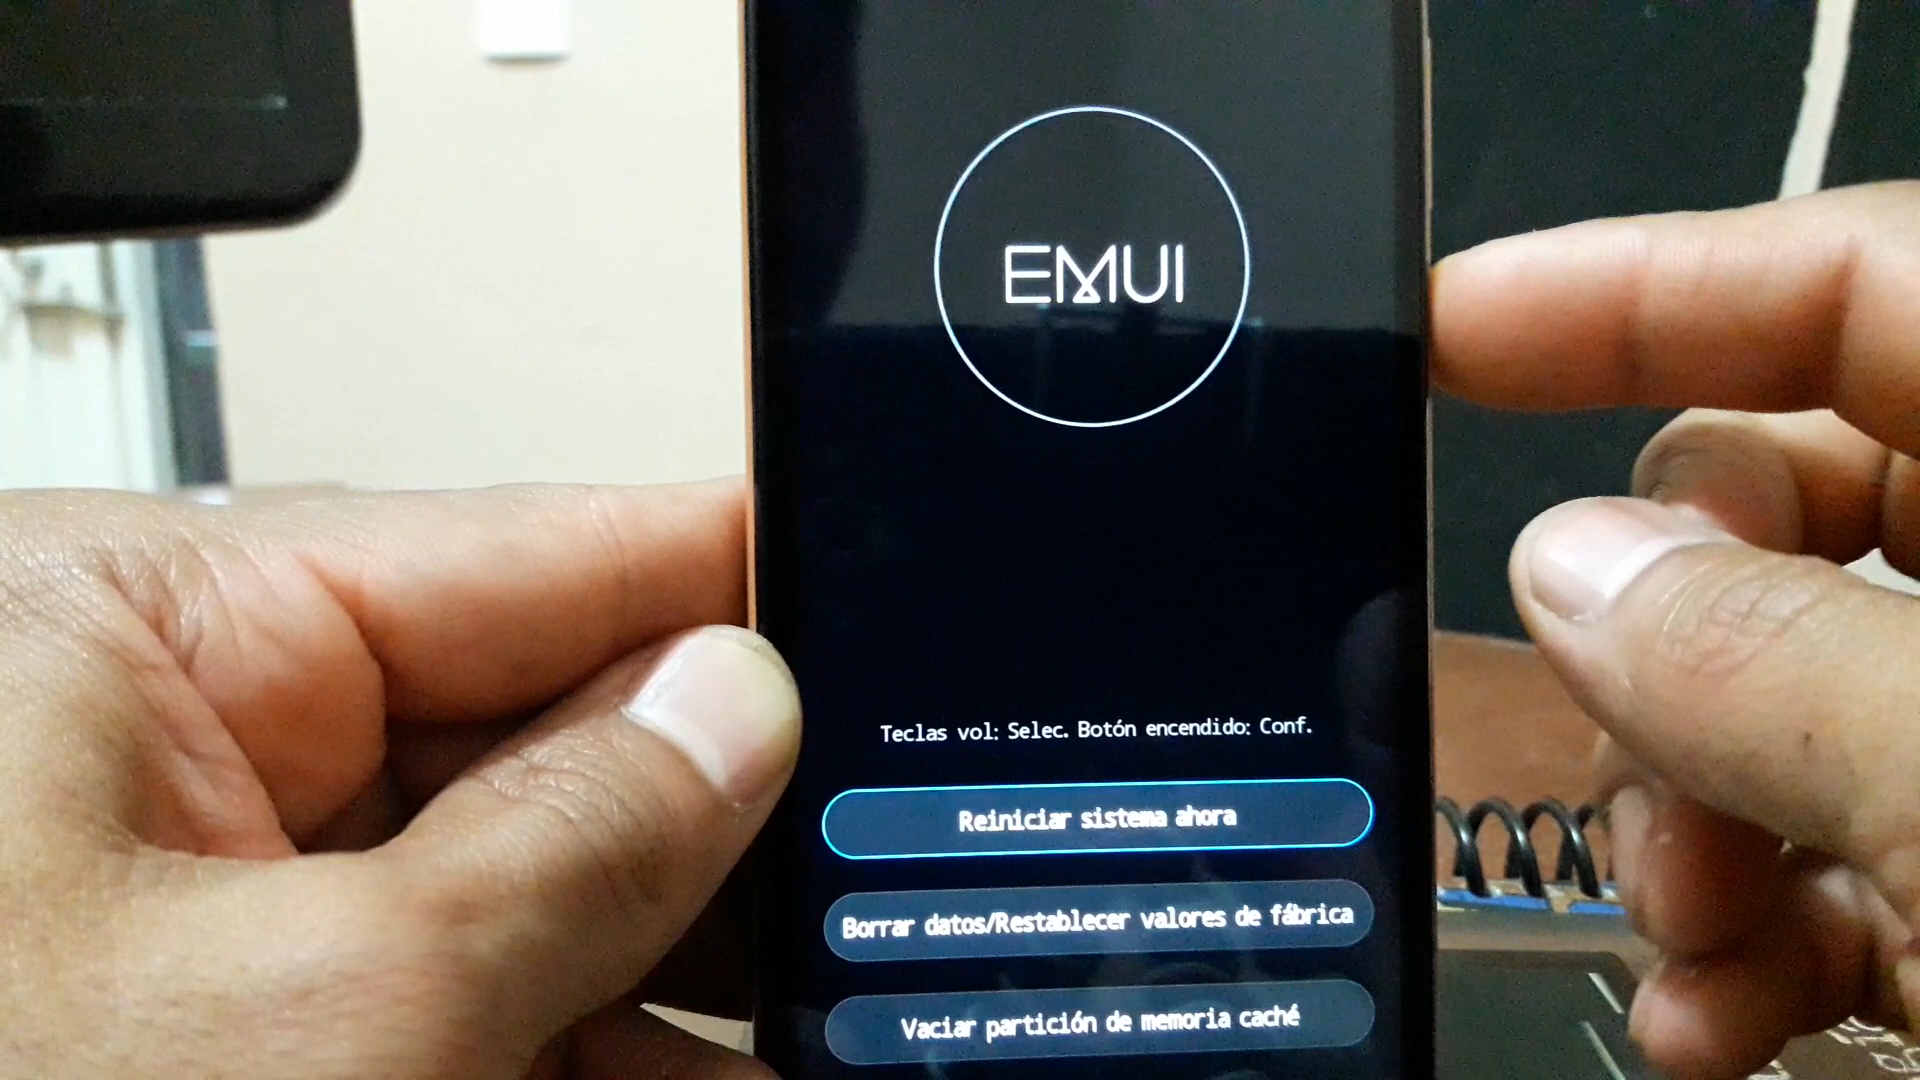 EMUI
Teclas vol: Selec. Botón encendido: Conf.
Reiniciar sistema ahora
Borrar datos/Restablecer valores de fábrica
Vaciar partición de memoria caché